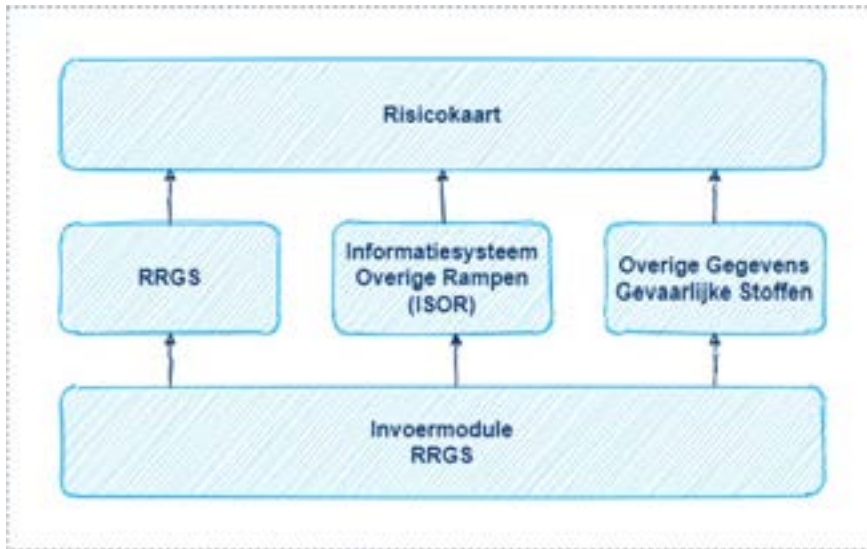 Risicokaart
RRGS
Informatiesysteem
Overige Rampen
(ISOR)
Overige Gegevens
Gevaarlijke Stoffen
Invoermodule
RRGS